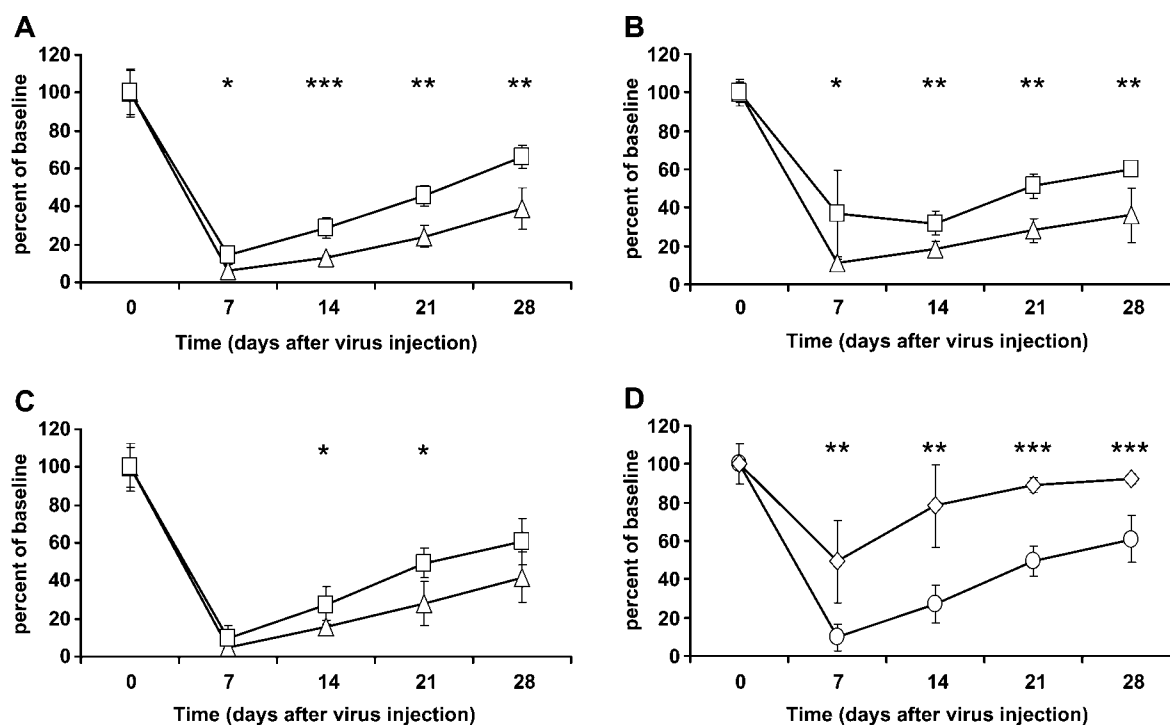 A
percent of baseline
120
100
80
60
40
20
0
* *** ** **
0 7 14 21 28
Time (days after virus injection)
B
percent of baseline
120
100
80
60
40
20
0
* ** ** **
0 7 14 21 28
Time (days after virus injection)
C
percent of baseline
120
100
80
60
40
20
0
* *
0 7 14 21 28
Time (days after virus injection)
D
percent of baseline
120
100
80
60
40
20
0
** ** *** ***
0 7 14 21 28
Time (days after virus injection)